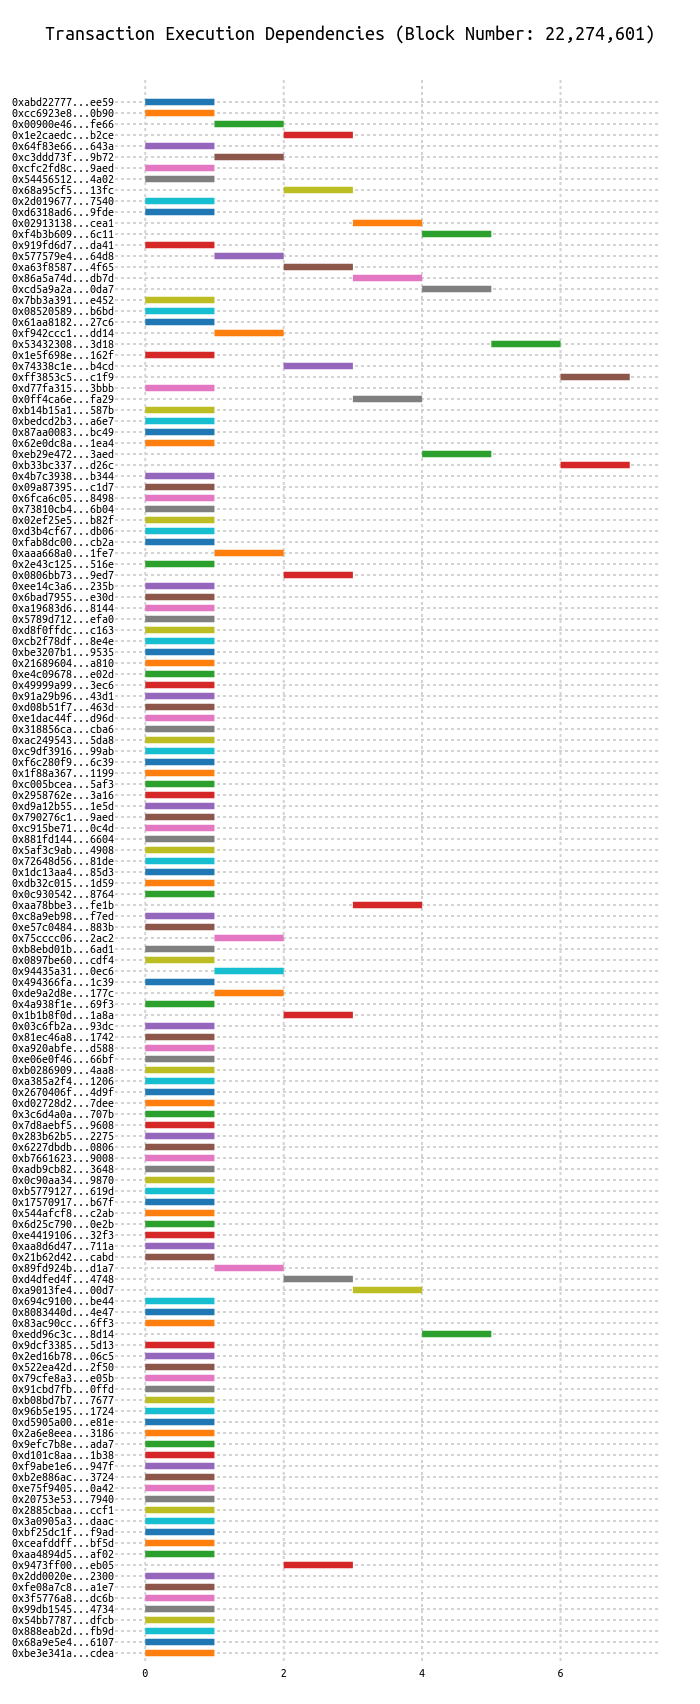 Transaction Execution Dependencies (Block Number: 22,274,601)
0xabd22777...ee59
0xcc6923e8...0b90
0x00900e46...fe66
0x1e2caedc...b2ce
0x64f83e66...643a
0xc3ddd73f...9b72
0xcfc2fd8c...9aed
0x54456512...4a02
0x68a95cf5...13fc
0x2d019677...7540
0xd6318ad6...9fde
0x02913138...cea1
0xf4b3b609...6c11
0x919fd6d7...da41
0x577579e4...64d8
0xa63f8587...4f65
0x86a5a74d...db7d
0xcd5a9a2a...0da7
0x7bb3a391...e452
0x08520589...b6bd
0x61aa8182...27c6
0xf942ccc1...dd14
0x53432308...3d18
0x1e5f698e...162f
0x74338c1e...b4cd
0xff3853c5...c1f9
0xd77fa315...3bbb
0x0ff4ca6e...fa29
0xb14b15a1...587b
0xbedcd2b3...a6e7
0x87aa0083...bc49
0x62e0dc8a...1ea4
0xeb29e472...3aed
0xb33bc337...d26c
0x4b7c3938...b344
0x09a87395...c1d7
0x6fca6c05...8498
0x73810cb4...6b04
0x02ef25e5...b82f
0xd3b4cf67...db06
0xfab8dc00...cb2a
0xaaa668a0...1fe7
0x2e43c125...516e
0x0806bb73...9ed7
0xee14c3a6...235b
0x6bad7955...e30d
0xa19683d6...8144
0x5789d712...efa0
0xd8f0ffdc...c163
0xcb2f78df...8e4e
0xbe3207b1...9535
0x21689604...a810
0xe4c09678...e02d
0x49999a99...3ec6
0x91a29b96...43d1
0xd08b51f7...463d
0xe1dac44f...d96d
0x318856ca...cba6
0xac249543...5da8
0xc9df3916...99ab
0xf6c280f9...6c39
0x1f88a367...1199
0xc005bcea...5af3
0x2958762e...3a16
0xd9a12b55...1e5d
0x790276c1...9aed
0xc915be71...0c4d
0x881fd144...6604
0x5af3c9ab...4908
0x72648d56...81de
0x1dc13aa4...85d3
0xdb32c015...1d59
0x0c930542...8764
0xaa78bbe3...fe1b
0xc8a9eb98...f7ed
0xe57c0484...883b
0x75cccc06...2ac2
0xb8ebd01b...6ad1
0x0897be60...cdf4
0x94435a31...0ec6
0x494366fa...1c39
0xde9a2d8e...177c
0x4a938f1e...69f3
0x1b1b8f0d...1a8a
0x03c6fb2a...93dc
0x81ec46a8...1742
0xa920abfe...d588
0xe06e0f46...66bf
0xb0286909...4aa8
0xa385a2f4...1206
0x2670406f...4d9f
0xd02728d2...7dee
0x3c6d4a0a...707b
0x7d8aebf5...9608
0x283b62b5...2275
0x6227dbdb...0806
0xb7661623...9008
0xadb9cb82...3648
0x0c90aa34...9870
0xb5779127...619d
0x17570917...b67f
0x544afcf8...c2ab
0x6d25c790...0e2b
0xe4419106...32f3
0xaa8d6d47...711a
0x21b62d42...cabd
0x89fd924b...d1a7
0xd4dfed4f...4748
0xa9013fe4...00d7
0x694c9100...be44
0x8083440d...4e47
0x83ac90cc...6ff3
0xedd96c3c...8d14
0x9dcf3385...5d13
0x2ed16b78...06c5
0x522ea42d...2f50
0x79cfe8a3...e05b
0x91cbd7fb...0ffd
0xb08bd7b7...7677
0x96b5e195...1724
0xd5905a00...e81e
0x2a6e8eea...3186
0x9efc7b8e...ada7
0xd101c8aa...1b38
0xf9abe1e6...947f
0xb2e886ac...3724
0xe75f9405...0a42
0x20753e53...7940
0x2885cbaa...ccf1
0x3a0905a3...daac
0xbf25dc1f...f9ad
0xceafddff...bf5d
0xaa4894d5...af02
0x9473ff00...eb05
0x2dd0020e...2300
0xfe08a7c8...a1e7
0x3f5776a8...dc6b
0x99db1545...4734
0x54bb7787...dfcb
0x888eab2d...fb9d
0x68a9e5e4...6107
0xbe3e341a...cdea
0 2 4 6